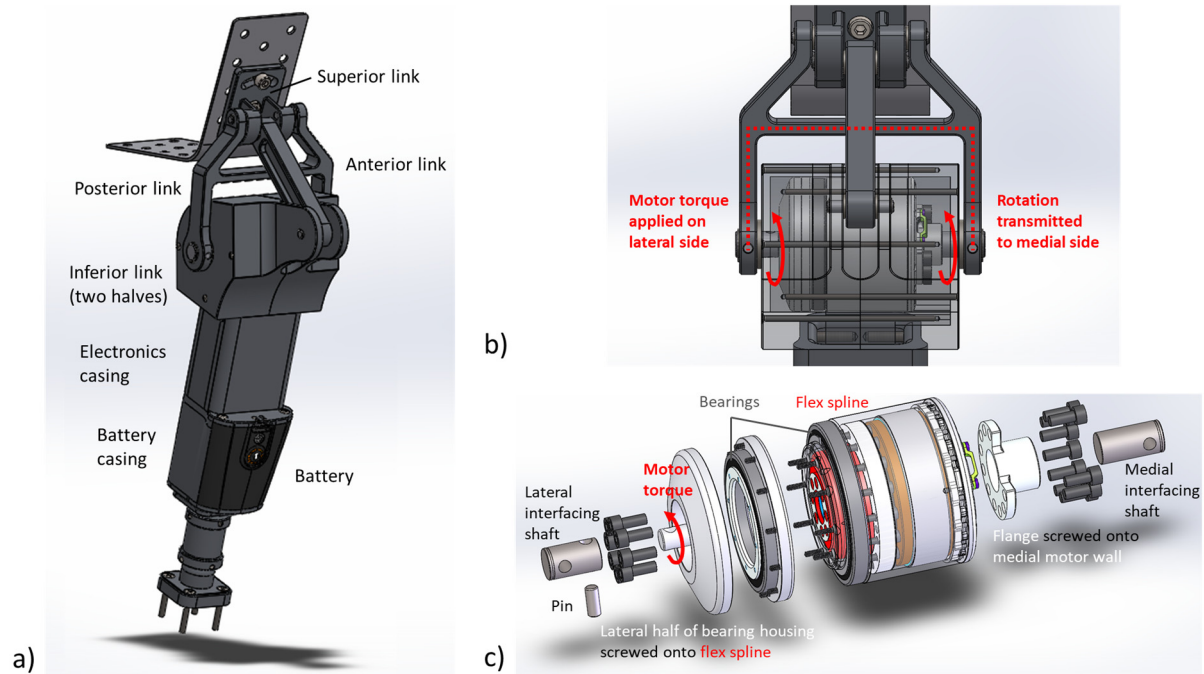 Superior link
Anterior link
Posterior link
Inferior link
(two halves)
Electronics
casing
Battery
casing
Battery
a)
Motor torque
applied on
lateral side
Rotation
transmitted
to medial side
b)
Bearings
Flex spline
Motor
torque
Lateral
interfacing
shaft
Pin
Medial
interfacing
shaft
Flange screwed onto
medial motor wall
Lateral half of bearing housing
screwed onto flex spline
c)